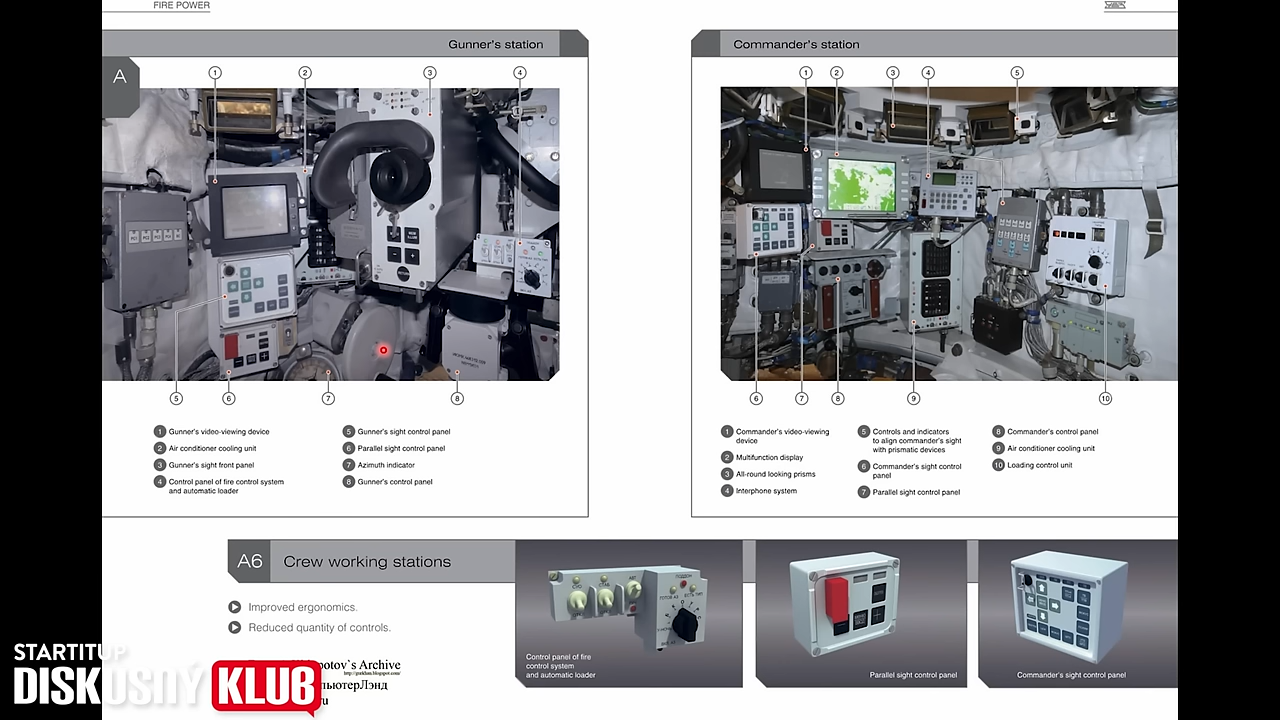 FIRE POWER
Gunner's station
A
1 2 3 4
5 6 7 8
1 Gunner's video-viewing device
2 Air conditioner cooling unit
3 Gunner's sight front panel
4 Control panel of fire control system
and automatic loader
5 Gunner's sight control panel
6 Parallel sight control panel
7 Azimuth indicator
8 Gunner's control panel
Commander's station
1 2 3 4 5
6 7 8 9 10
1 Commander's video-viewing
device
2 Multifunction display
3 All-round looking prisms
4 Interphone system
5 Controls and indicators
to align commander's sight
with prismatic devices
6 Commander's sight control
panel
7 Parallel sight control panel
8 Commander's control panel
9 Air conditioner cooling unit
10 Loading control unit
A6 Crew working stations
Improved ergonomics.
Reduced quantity of controls.
Control panel of fire
control system
and automatic loader
Parallel sight control panel
Commander's sight control panel
potov`s Archive
http://gurkhan.blogspot.com/
пьютерЛэнд
u
STARTITUP
DISKUSNÝ KLUB